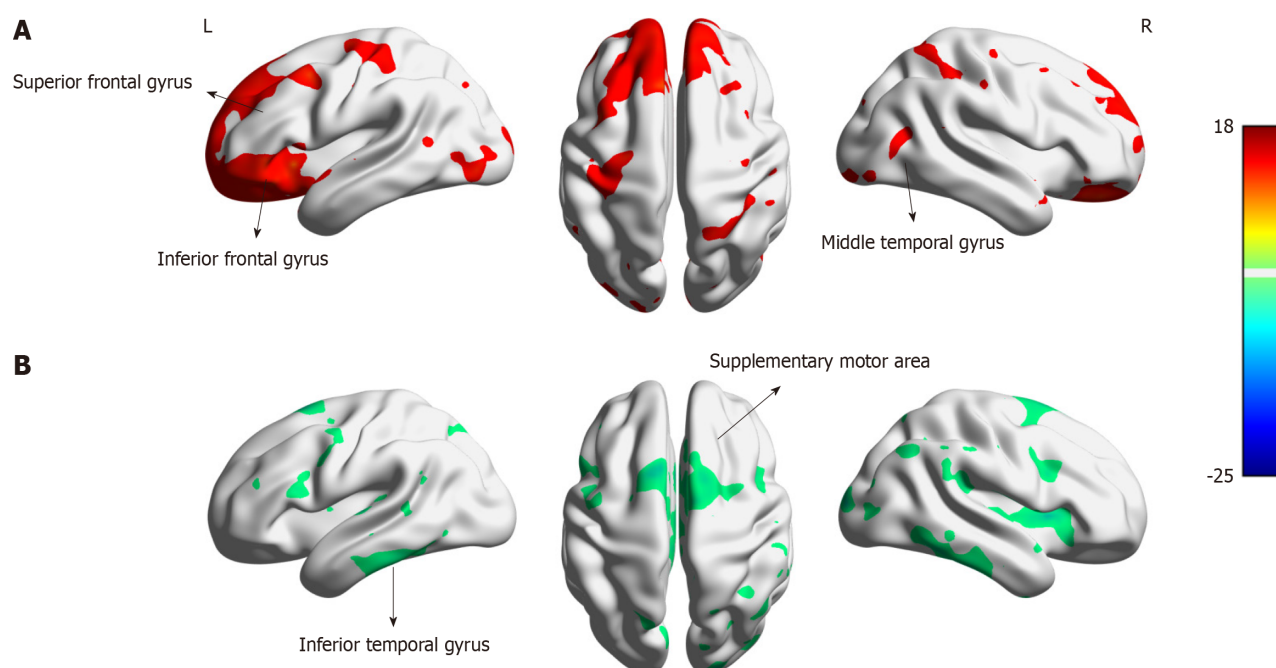 A
L
R
Superior frontal gyrus
18
Inferior frontal gyrus
Middle temporal gyrus
B
Supplementary motor area
-25
Inferior temporal gyrus